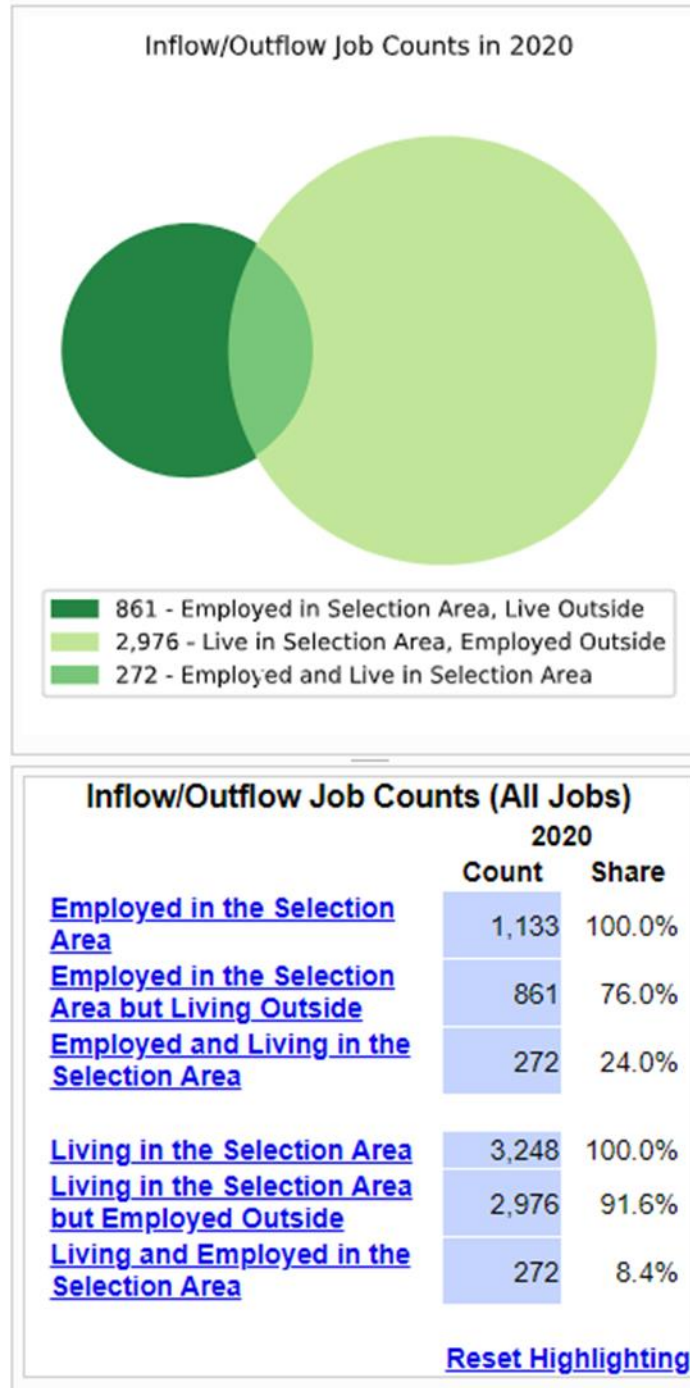 Inflow/Outflow Job Counts in 2020
861 - Employed in Selection Area, Live Outside
2,976 - Live in Selection Area, Employed Outside
272 - Employed and Live in Selection Area
Inflow/Outflow Job Counts (All Jobs)
2020
Count Share
Employed in the Selection
Area 1,133 100.0%
Employed in the Selection
Area but Living Outside 861 76.0%
Employed and Living in the
Selection Area 272 24.0%
Living in the Selection Area 3,248 100.0%
Living in the Selection Area
but Employed Outside 2,976 91.6%
Living and Employed in the
Selection Area 272 8.4%
Reset Highlighting